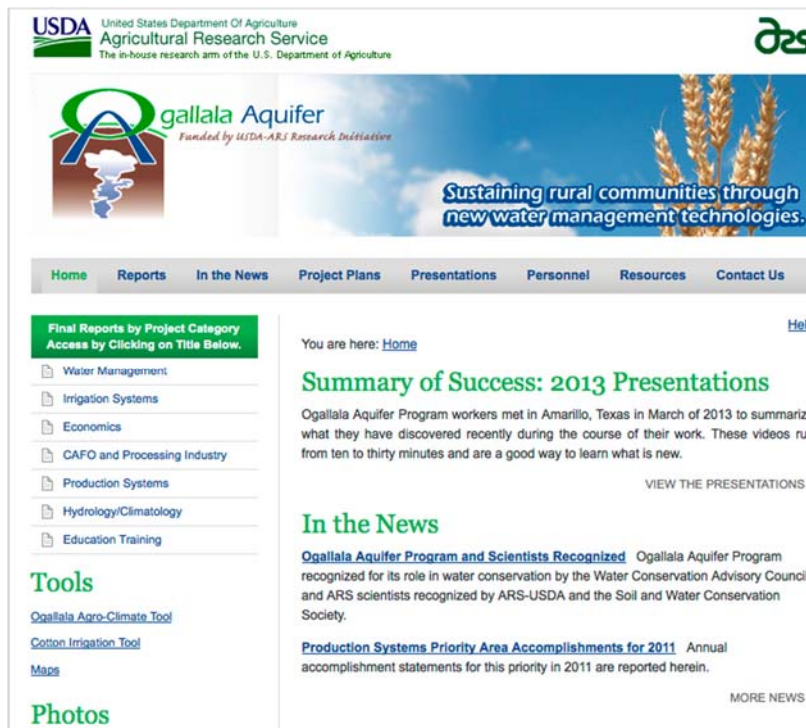 USDA
United States Department Of Agriculture
Agricultural Research Service
The in-house research arm of the U.S. Department of Agriculture
ars
Ogallala Aquifer
Funded by USDA-ARS Research Initiative
Sustaining rural communities through
new water management technologies.
Home Reports In the News Project Plans Presentations Personnel Resources Contact Us
Final Reports by Project Category
Access by Clicking on Title Below.
Water Management
Irrigation Systems
Economics
CAFO and Processing Industry
Production Systems
Hydrology/Climatology
Education Training
Tools
Ogallala Agro-Climate Tool
Cotton Irrigation Tool
Maps
Photos
Hel
You are here: Home
Summary of Success: 2013 Presentations
Ogallala Aquifer Program workers met in Amarillo, Texas in March of 2013 to summariz
what they have discovered recently during the course of their work. These videos ru
from ten to thirty minutes and are a good way to learn what is new.
VIEW THE PRESENTATIONS
In the News
Ogallala Aquifer Program and Scientists Recognized Ogallala Aquifer Program
recognized for its role in water conservation by the Water Conservation Advisory Council
and ARS scientists recognized by ARS-USDA and the Soil and Water Conservation
Society.
Production Systems Priority Area Accomplishments for 2011 Annual
accomplishment statements for this priority in 2011 are reported herein.
MORE NEWS